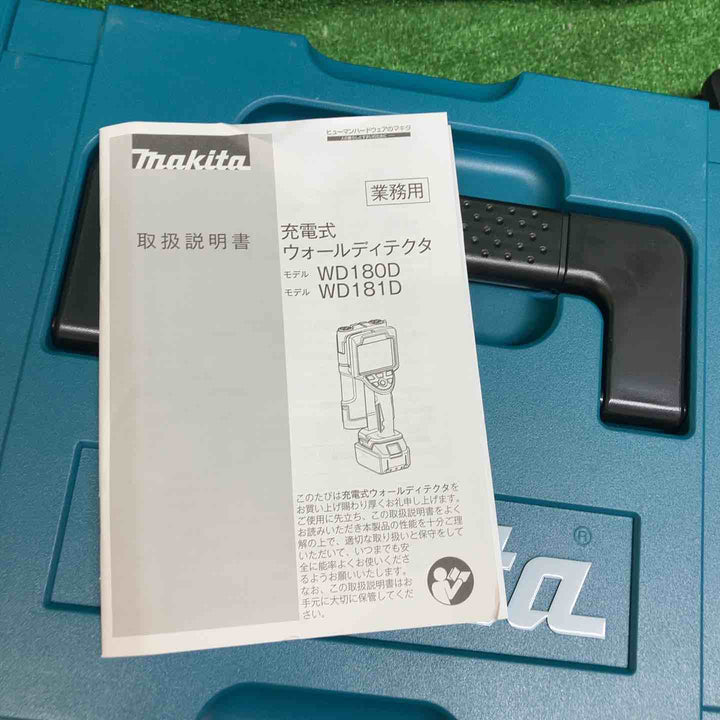 ヒューマンハードウェアのマキタ
makita
業務用
取扱説明書
充電式
ウォールディテクタ
モデル WD180D
モデル WD181D
このたびは充電式ウォールディテクタを
お買い上げ賜わり厚くお礼申し上げます。
ご使用に先立ち、この取扱説明書をよく
お読みいただき本製品の性能を十分ご理
解の上で、適切な取り扱いと保守をして
いただいて、いつまでも安
全に能率よくお使いくださ
るようお願いいたします。
なお、この取扱説明書はお
手元に大切に保管してくだ
さい。
ita®